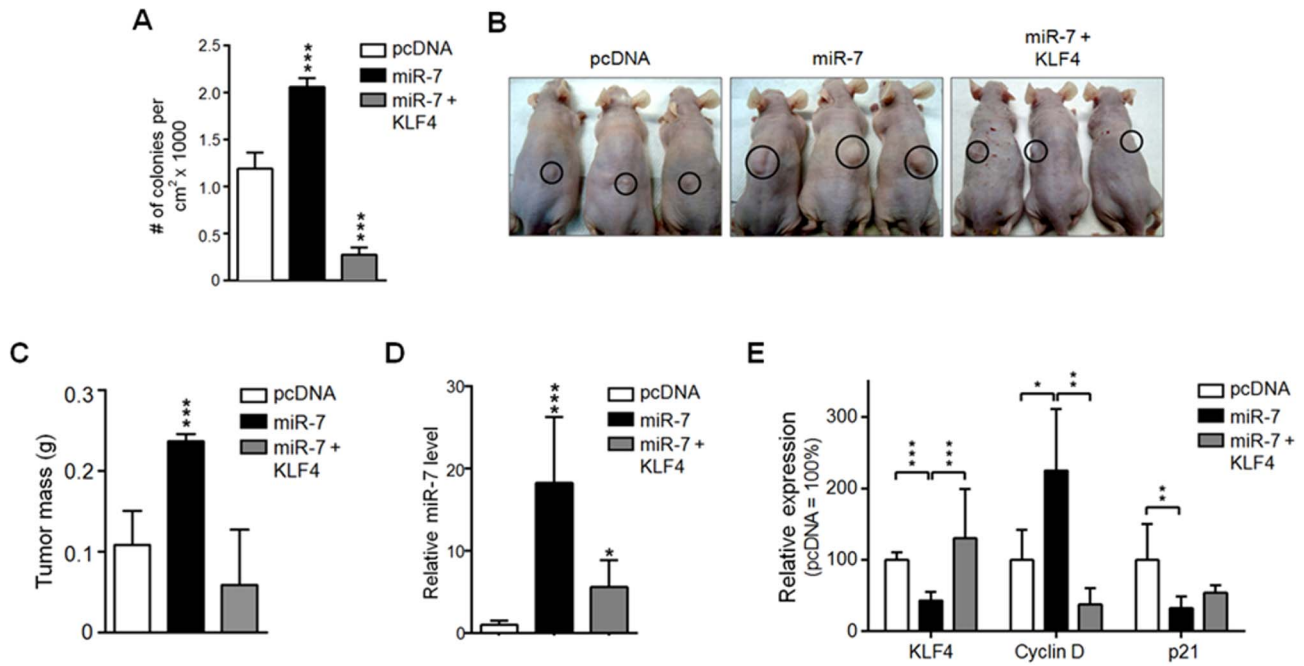 A
# of colonies per
cm² x 1000
2.5
2.0
1.5
1.0
0.5
0
***
***
pcDNA
miR-7
miR-7 +
KLF4
B
pcDNA
miR-7
miR-7 +
KLF4
C
Tumor mass (g)
0.3
0.2
0.1
0
***
pcDNA
miR-7
miR-7 +
KLF4
D
Relative miR-7 level
30
20
10
0
***
*
pcDNA
miR-7
miR-7 +
KLF4
E
Relative expression
(pcDNA = 100%)
300
200
100
0
***
***
*
**
**
KLF4
Cyclin D
p21
pcDNA
miR-7
miR-7 +
KLF4